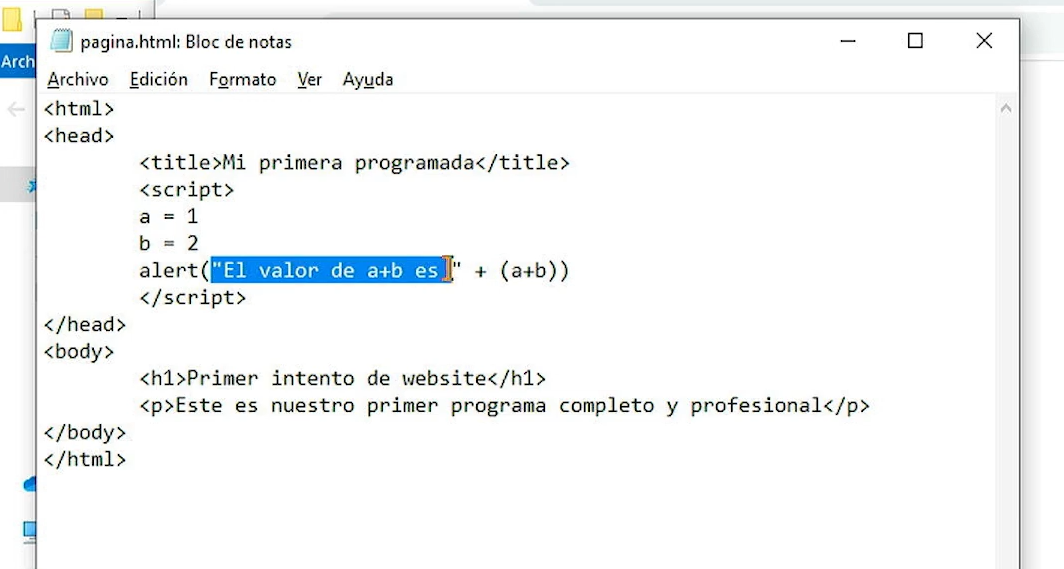 pagina.html: Bloc de notas
Arch
Archivo Edición Formato Ver Ayuda
<html>
<head>
<title>Mi primera programada</title>
<script>
a = 1
b = 2
alert("El valor de a+b es " + (a+b))
</script>
</head>
<body>
<h1>Primer intento de website</h1>
<p>Este es nuestro primer programa completo y profesional</p>
</body>
</html>